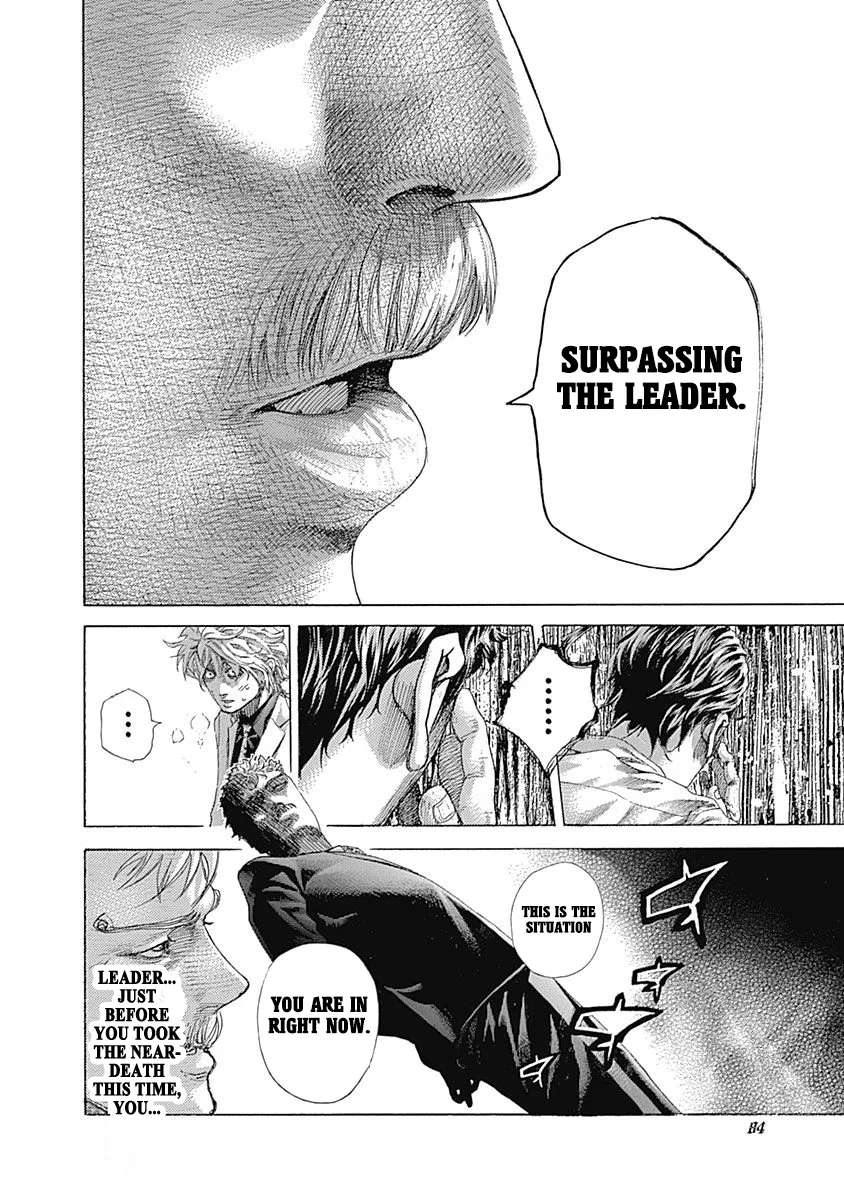 SURPASSING
THE LEADER.
......
...
THIS IS THE
SITUATION
YOU ARE IN
RIGHT NOW.
LEADER...
JUST
BEFORE
YOU TOOK
THE NEAR-
DEATH
THIS TIME,
YOU...
84